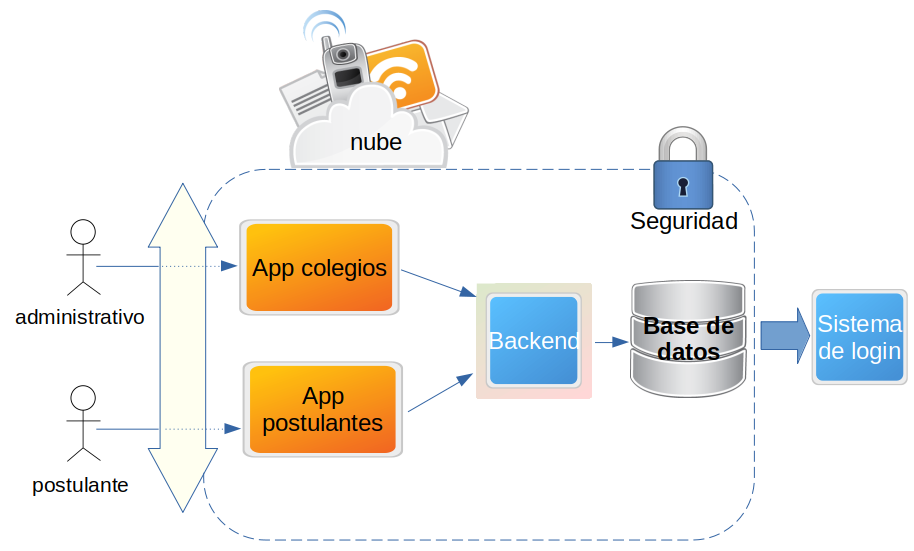 nube
Seguridad
administrativo
App colegios
Backend
Base de
datos
Sistema
de login
App
postulantes
postulante